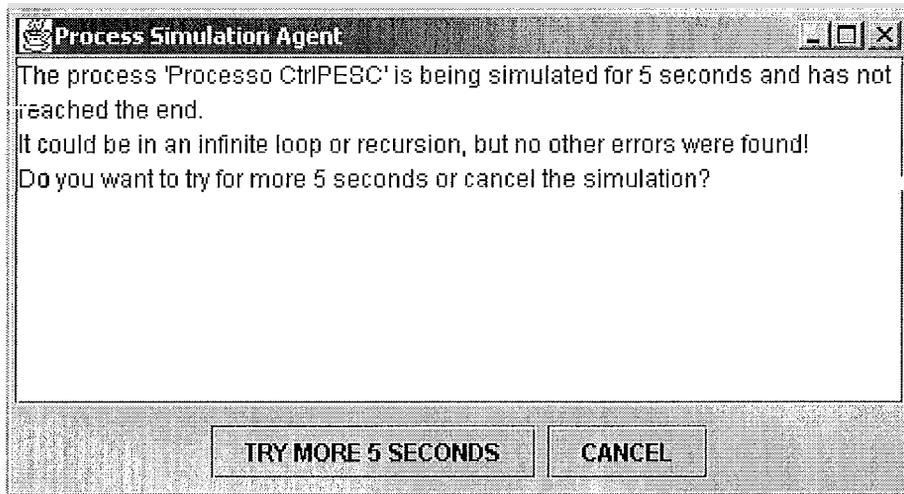 Process Simulation Agent
The process 'Processo CtrlPESC' is being simulated for 5 seconds and has not
reached the end.
It could be in an infinite loop or recursion, but no other errors were found!
Do you want to try for more 5 seconds or cancel the simulation?
TRY MORE 5 SECONDS CANCEL